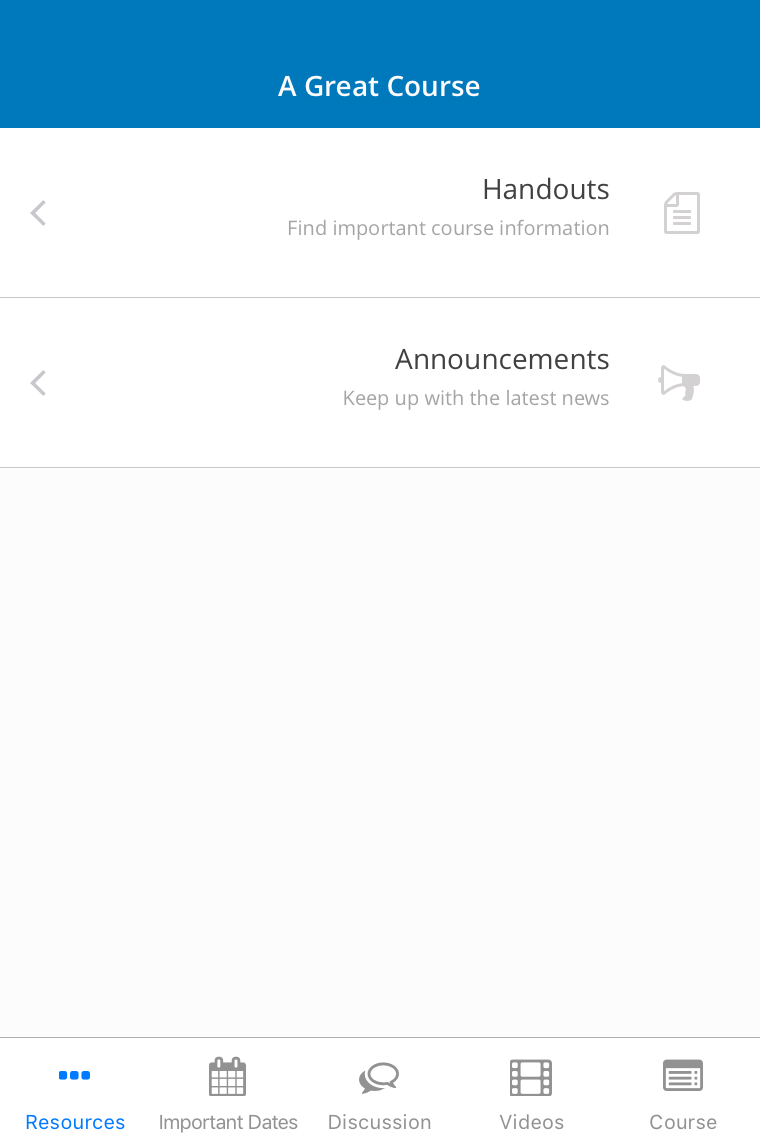 A Great Course
Handouts
Find important course information
Announcements
Keep up with the latest news
Resources
Important Dates
Discussion
Videos
Course